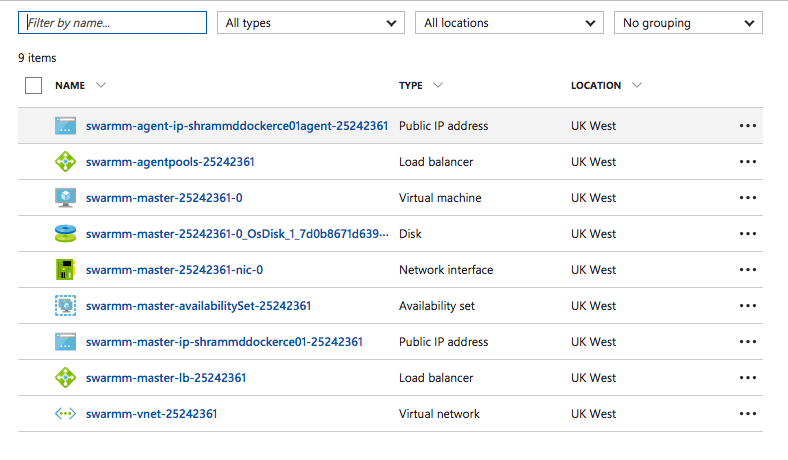 Filter by name... All types All locations No grouping
9 items
NAME TYPE LOCATION
swarmm-agent-ip-shrammddockerce01agent-25242361 Public IP address UK West •••
swarmm-agentpools-25242361 Load balancer UK West •••
swarmm-master-25242361-0 Virtual machine UK West •••
swarmm-master-25242361-0_OsDisk_1_7d0b8671d639··· Disk UK West •••
swarmm-master-25242361-nic-0 Network interface UK West •••
swarmm-master-availabilitySet-25242361 Availability set UK West •••
swarmm-master-ip-shrammddockerce01-25242361 Public IP address UK West •••
swarmm-master-lb-25242361 Load balancer UK West •••
swarmm-vnet-25242361 Virtual network UK West •••